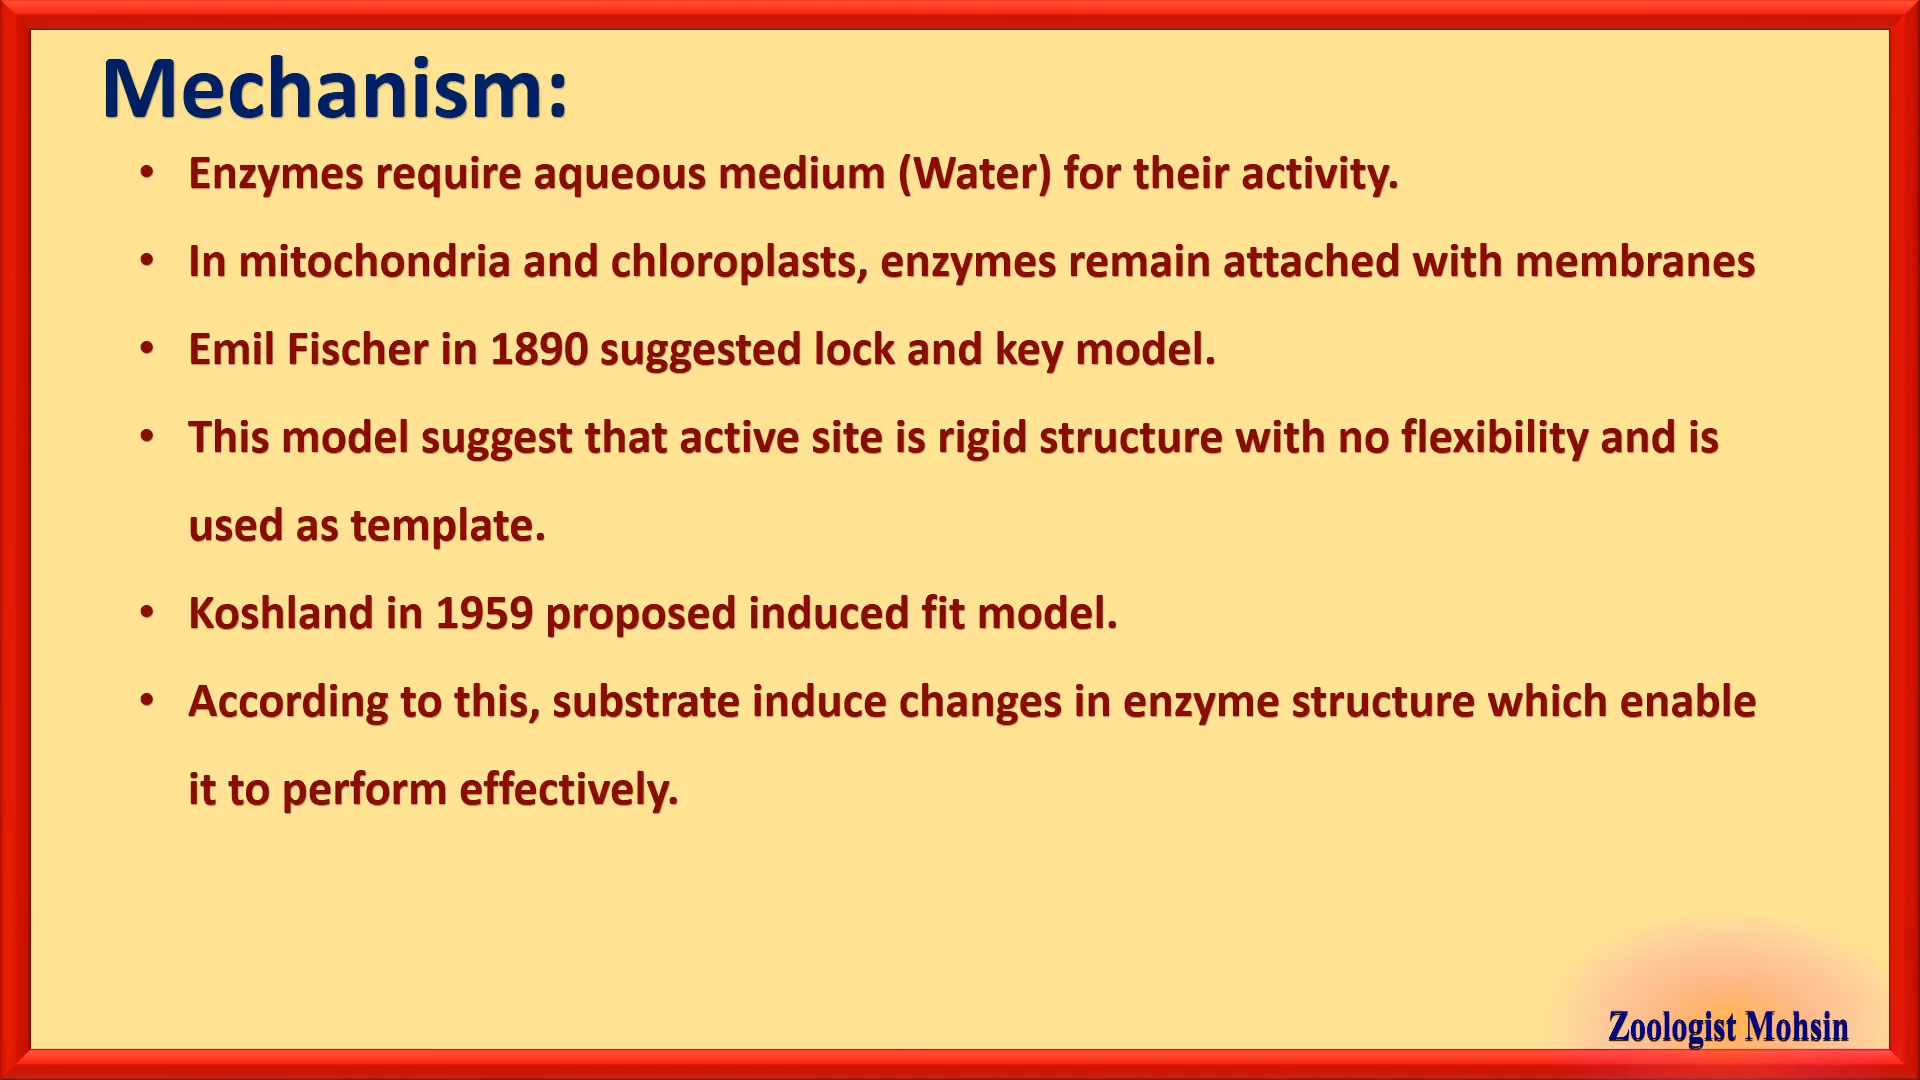 Mechanism:
• Enzymes require aqueous medium (Water) for their activity.
• In mitochondria and chloroplasts, enzymes remain attached with membranes
• Emil Fischer in 1890 suggested lock and key model.
• This model suggest that active site is rigid structure with no flexibility and is
used as template.
• Koshland in 1959 proposed induced fit model.
• According to this, substrate induce changes in enzyme structure which enable
it to perform effectively.
Zoologist Mohsin